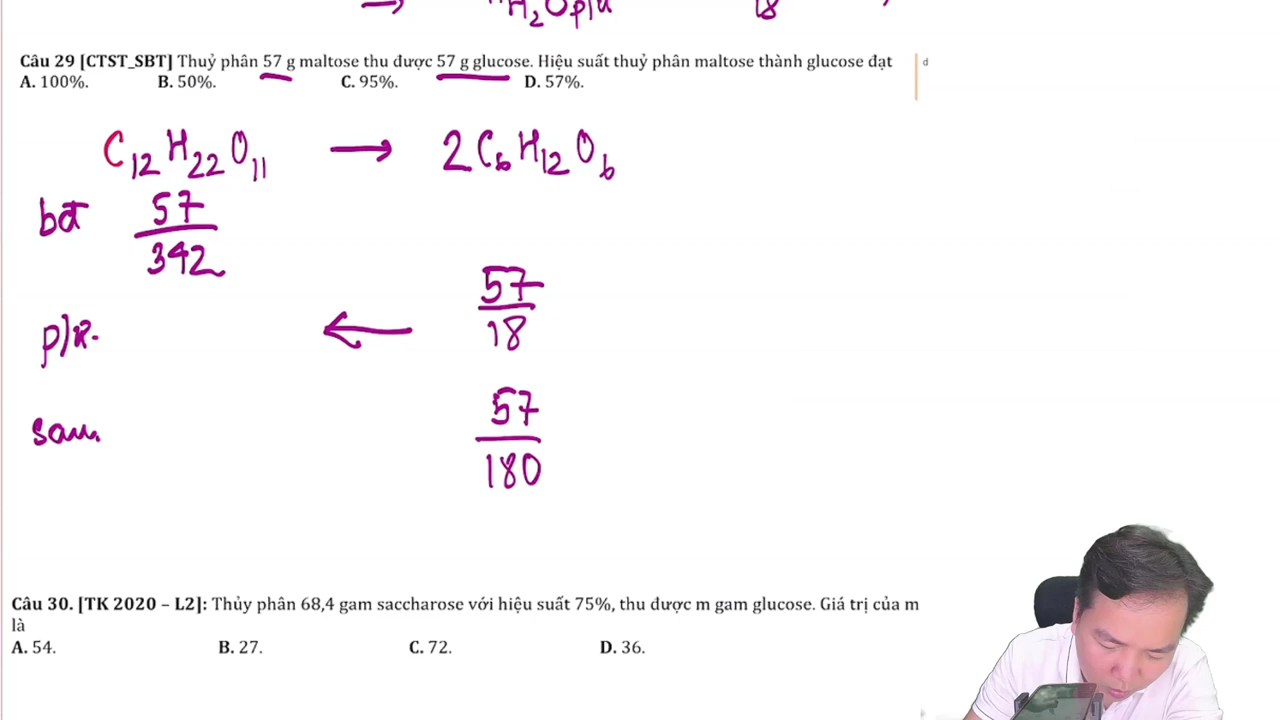 H2O p/ư 18
Câu 29 [CTST_SBT] Thuỷ phân 57 g maltose thu được 57 g glucose. Hiệu suất thuỷ phân maltose thành glucose đạt
A. 100%. B. 50%. C. 95%. D. 57%.
C12H22O11 → 2C6H12O6
bđ 57/342
p/ư ← 57/18
sau 57/180
Câu 30. [TK 2020 – L2]: Thủy phân 68,4 gam saccharose với hiệu suất 75%, thu được m gam glucose. Giá trị của m
là
A. 54. B. 27. C. 72. D. 36.